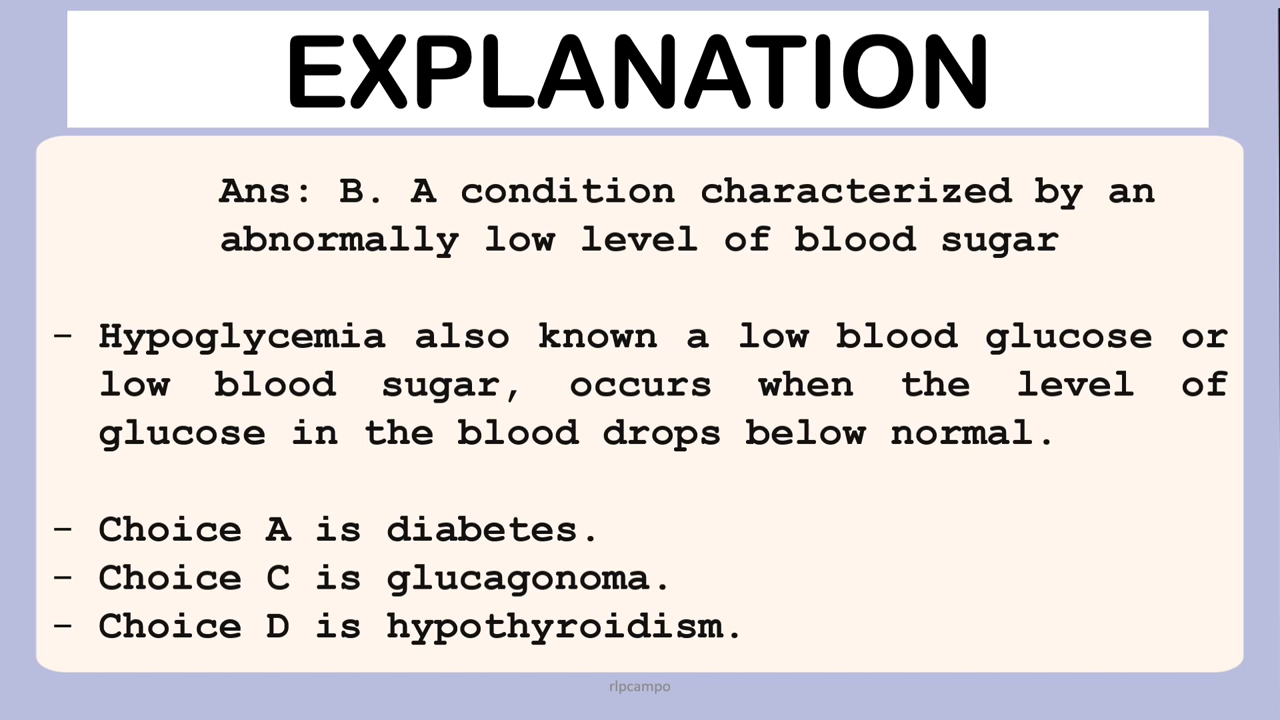 EXPLANATION
Ans: B. A condition characterized by an
abnormally low level of blood sugar
- Hypoglycemia also known a low blood glucose or
low blood sugar, occurs when the level of
glucose in the blood drops below normal.
- Choice A is diabetes.
- Choice C is glucagonoma.
- Choice D is hypothyroidism.
rlpcampo